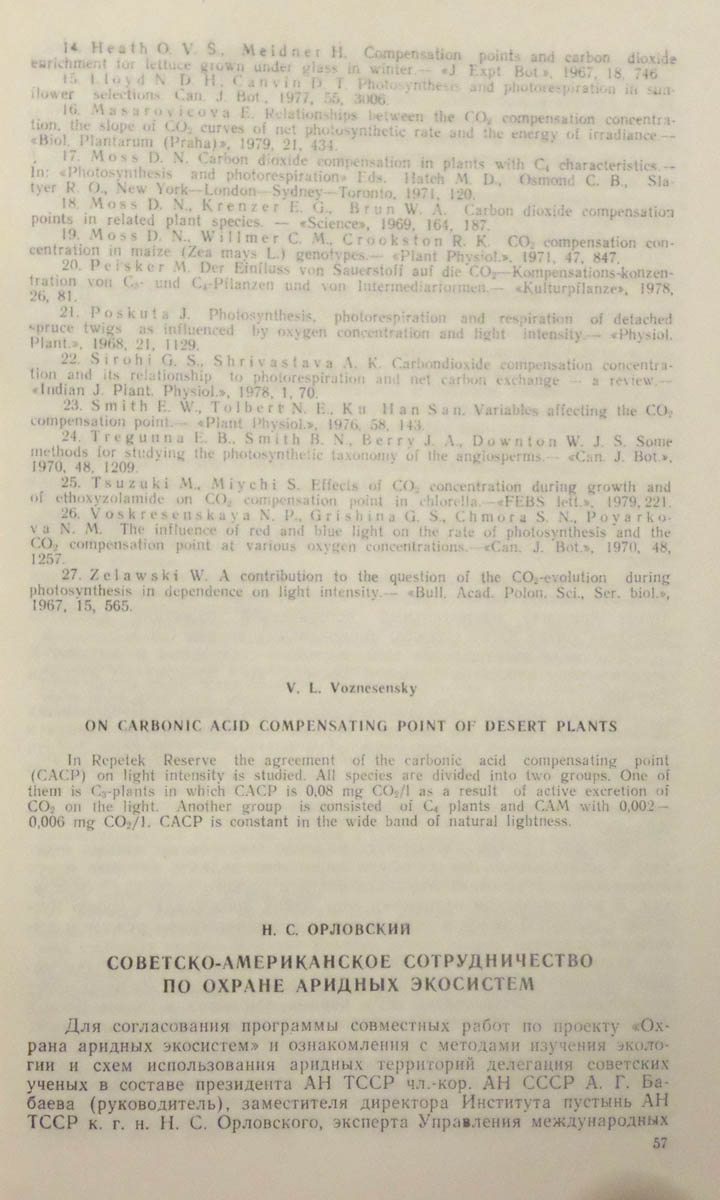 14. Heath O. V. S., Meidner H. Compensation points and carbon dioxide
enrichment for lettuce grown under glass in winter.— «J. Expt Bot.», 1967, 18, 746
15. Lloyd N. D. H., Canvin D. T. Photosynthesis and photorespiration in sun-
flower selections. Can. J. Bot., 1977, 55, 3006.
16. Masarovicova E. Relationships between the CO₂ compensation concentra-
tion, the slope of CO₂ curves of net photosynthetic rate and the energy of irradiance.—
«Biol. Plantarum (Praha)», 1979, 21, 434.
17. Moss D. N. Carbon dioxide compensation in plants with C₄ characteristics.—
In: «Photosynthesis and photorespiration» Eds. Hatch M. D., Osmond C. B., Sla-
tyer R. O., New York—London—Sydney—Toronto, 1971, 120.
18. Moss D. N., Krenzer E. G., Brun W. A. Carbon dioxide compensation
points in related plant species. — «Science», 1969, 164, 187.
19. Moss D. N., Willmer C. M., Crookston R. K. CO₂ compensation con-
centration in maize (Zea mays L.) genotypes.— «Plant Physiol.», 1971, 47, 847.
20. Peisker M. Der Einfluss von Sauerstoff auf die CO₂—Kompensations-konzen-
tration von C₃- und C₄-Pflanzen und von Intermediarformen.— «Kulturpflanze», 1978,
26, 81.
21. Poskuta J. Photosynthesis, photorespiration and respiration of detached
spruce twigs as influenced by oxygen concentration and light intensity.— «Physiol.
Plant.», 1968, 21, 1129.
22. Sirohi G. S., Shrivastava A. K. Carbondioxide compensation concentra-
tion and its relationship to photorespiration and net carbon exchange — a review.—
«Indian J. Plant. Physiol.», 1978, 1, 70.
23. Smith E. W., Tolbert N. E., Ku Han San. Variables affecting the CO₂
compensation point.— «Plant Physiol.», 1976, 58, 143.
24. Tregunna E. B., Smith B. N., Berry J. A., Downton W. J. S. Some
methods for studying the photosynthetic taxonomy of the angiosperms.— «Can. J. Bot.»,
1970, 48, 1209.
25. Tsuzuki M., Miychi S. Effects of CO₂ concentration during growth and
of ethoxyzolamide on CO₂ compensation point in chlorella.—«FEBS lett.», 1979, 221.
26. Voskresenskaya N. P., Grishina G. S., Chmora S. N., Poyarko-
va N. M. The influence of red and blue light on the rate of photosynthesis and the
CO₂ compensation point at various oxygen concentrations.—«Can. J. Bot.», 1970, 48,
1257.
27. Zelawski W. A contribution to the question of the CO₂-evolution during
photosynthesis in dependence on light intensity.— «Bull. Acad. Polon. Sci., Ser. biol.»,
1967, 15, 565.
V. L. Voznesensky
ON CARBONIC ACID COMPENSATING POINT OF DESERT PLANTS
In Repetek Reserve the agreement of the carbonic acid compensating point
(CACP) on light intensity is studied. All species are divided into two groups. One of
them is C₃-plants in which CACP is 0,08 mg CO₂/l as a result of active excretion of
CO₂ on the light. Another group is consisted of C₄ plants and CAM with 0,002—
0,006 mg CO₂/l. CACP is constant in the wide band of natural lightness.
Н. С. ОРЛОВСКИЙ
СОВЕТСКО-АМЕРИКАНСКОЕ СОТРУДНИЧЕСТВО
ПО ОХРАНЕ АРИДНЫХ ЭКОСИСТЕМ
Для согласования программы совместных работ по проекту «Ох-
рана аридных экосистем» и ознакомления с методами изучения эколо-
гии и схем использования аридных территорий делегация советских
ученых в составе президента АН ТССР чл.-кор. АН СССР А. Г. Ба-
баева (руководитель), заместителя директора Института пустынь АН
ТССР к. г. н. Н. С. Орловского, эксперта Управления международных
57